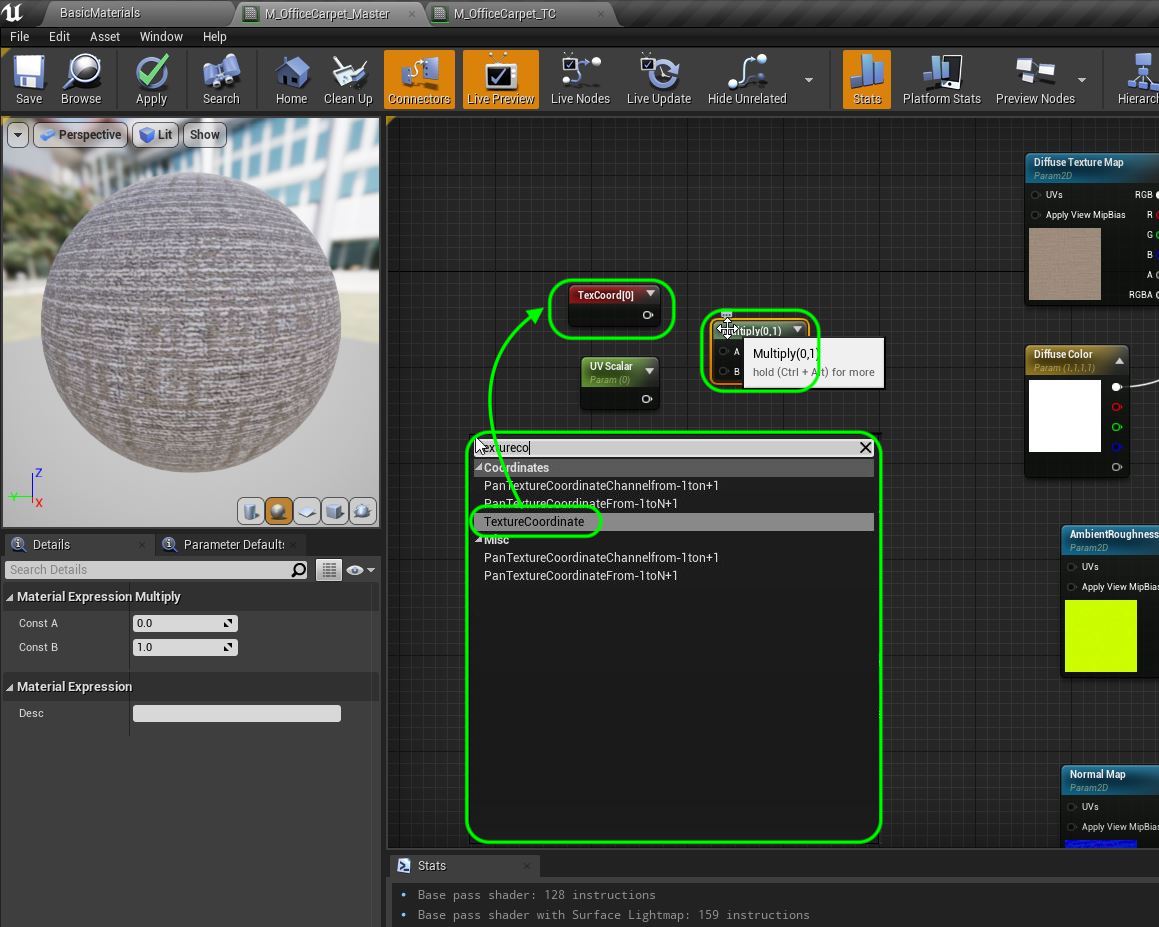 BasicMaterials
M_OfficeCarpet_Master
M_OfficeCarpet_TC
File Edit Asset Window Help
Save Browse Apply Search Home Clean Up Connectors Live Preview Live Nodes Live Update Hide Unrelated Stats Platform Stats Preview Nodes Hierarch
Perspective Lit Show
Z
Y
X
Details
Parameter Default
Search Details
Material Expression Multiply
Const A 0.0
Const B 1.0
Material Expression
Desc
TexCoord[0]
UV Scalar
Param (0)
tiply(0,1)
A
B
Multiply(0,1)
hold (Ctrl + Alt) for more
extureco
Coordinates
PanTextureCoordinateChannelfrom-1ton+1
PanTextureCoordinateFrom-1toN+1
TextureCoordinate
Misc
PanTextureCoordinateChannelfrom-1ton+1
PanTextureCoordinateFrom-1toN+1
Diffuse Texture Map
Param2D
UVs RGB
Apply View MipBias R
G
B
A
RGBA
Diffuse Color
Param (1,1,1,1)
AmbientRoughness
Param2D
UVs
Apply View MipBias
Normal Map
Param2D
UVs
Apply View MipBia
Stats
• Base pass shader: 128 instructions
• Base pass shader with Surface Lightmap: 159 instructions